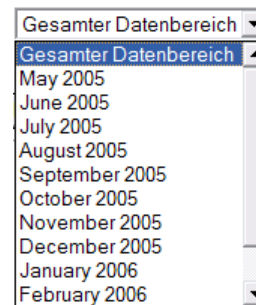 Gesamter Datenbereich
Gesamter Datenbereich
May 2005
June 2005
July 2005
August 2005
September 2005
October 2005
November 2005
December 2005
January 2006
February 2006